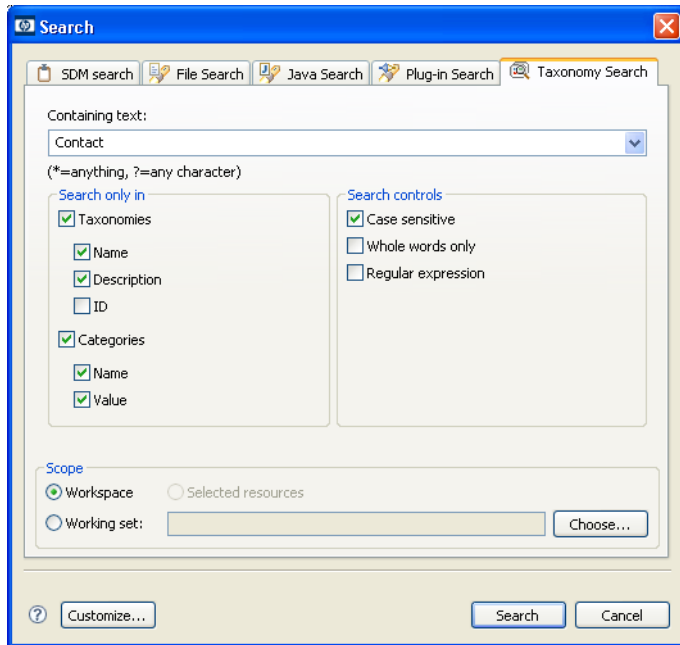 Search
SDM search File Search Java Search Plug-in Search Taxonomy Search
Containing text:
Contact
(*=anything, ?=any character)
Search only in
Taxonomies
Name
Description
ID
Categories
Name
Value
Search controls
Case sensitive
Whole words only
Regular expression
Scope
Workspace Selected resources
Working set: Choose...
? Customize... Search Cancel